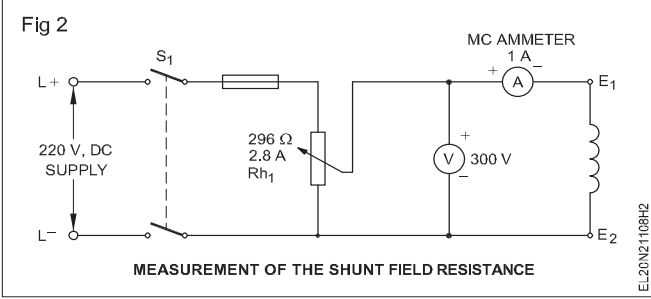 Fig 2
S1
MC AMMETER
1 A
+ −
A
L+
E1
220 V, DC
SUPPLY
296 Ω
2.8 A
Rh1
+
V
300 V
−
L−
E2
MEASUREMENT OF THE SHUNT FIELD RESISTANCE
EL20N21108H2